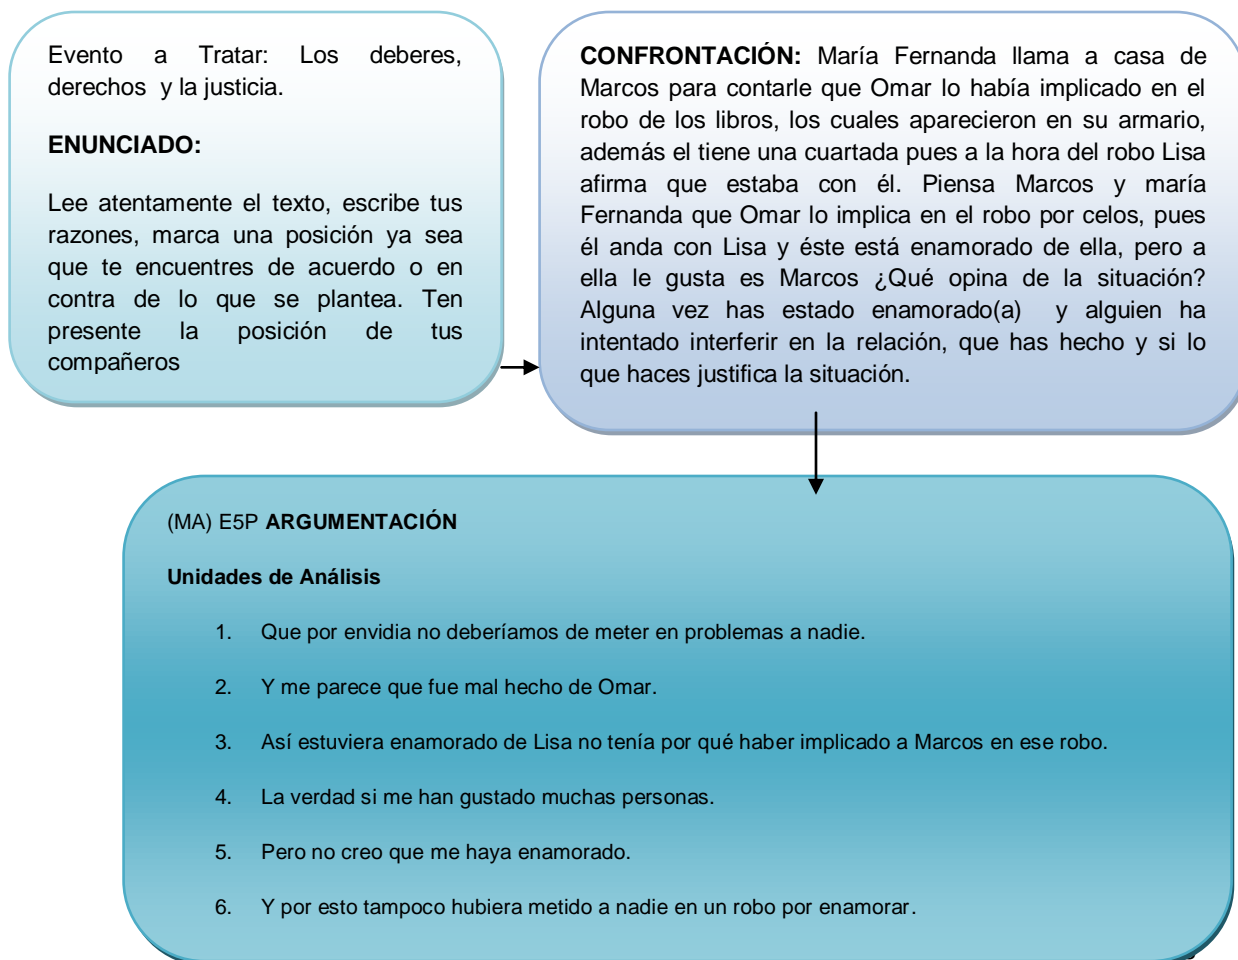 Evento a Tratar: Los deberes,
derechos y la justicia.
ENUNCIADO:
Lee atentamente el texto, escribe tus
razones, marca una posición ya sea
que te encuentres de acuerdo o en
contra de lo que se plantea. Ten
presente la posición de tus
compañeros
CONFRONTACIÓN: María Fernanda llama a casa de
Marcos para contarle que Omar lo había implicado en el
robo de los libros, los cuales aparecieron en su armario,
además el tiene una cuartada pues a la hora del robo Lisa
afirma que estaba con él. Piensa Marcos y maría
Fernanda que Omar lo implica en el robo por celos, pues
él anda con Lisa y éste está enamorado de ella, pero a
ella le gusta es Marcos ¿Qué opina de la situación?
Alguna vez has estado enamorado(a) y alguien ha
intentado interferir en la relación, que has hecho y si lo
que haces justifica la situación.
(MA) E5P ARGUMENTACIÓN
Unidades de Análisis
1. Que por envidia no deberíamos de meter en problemas a nadie.
2. Y me parece que fue mal hecho de Omar.
3. Así estuviera enamorado de Lisa no tenía por qué haber implicado a Marcos en ese robo.
4. La verdad si me han gustado muchas personas.
5. Pero no creo que me haya enamorado.
6. Y por esto tampoco hubiera metido a nadie en un robo por enamorar.